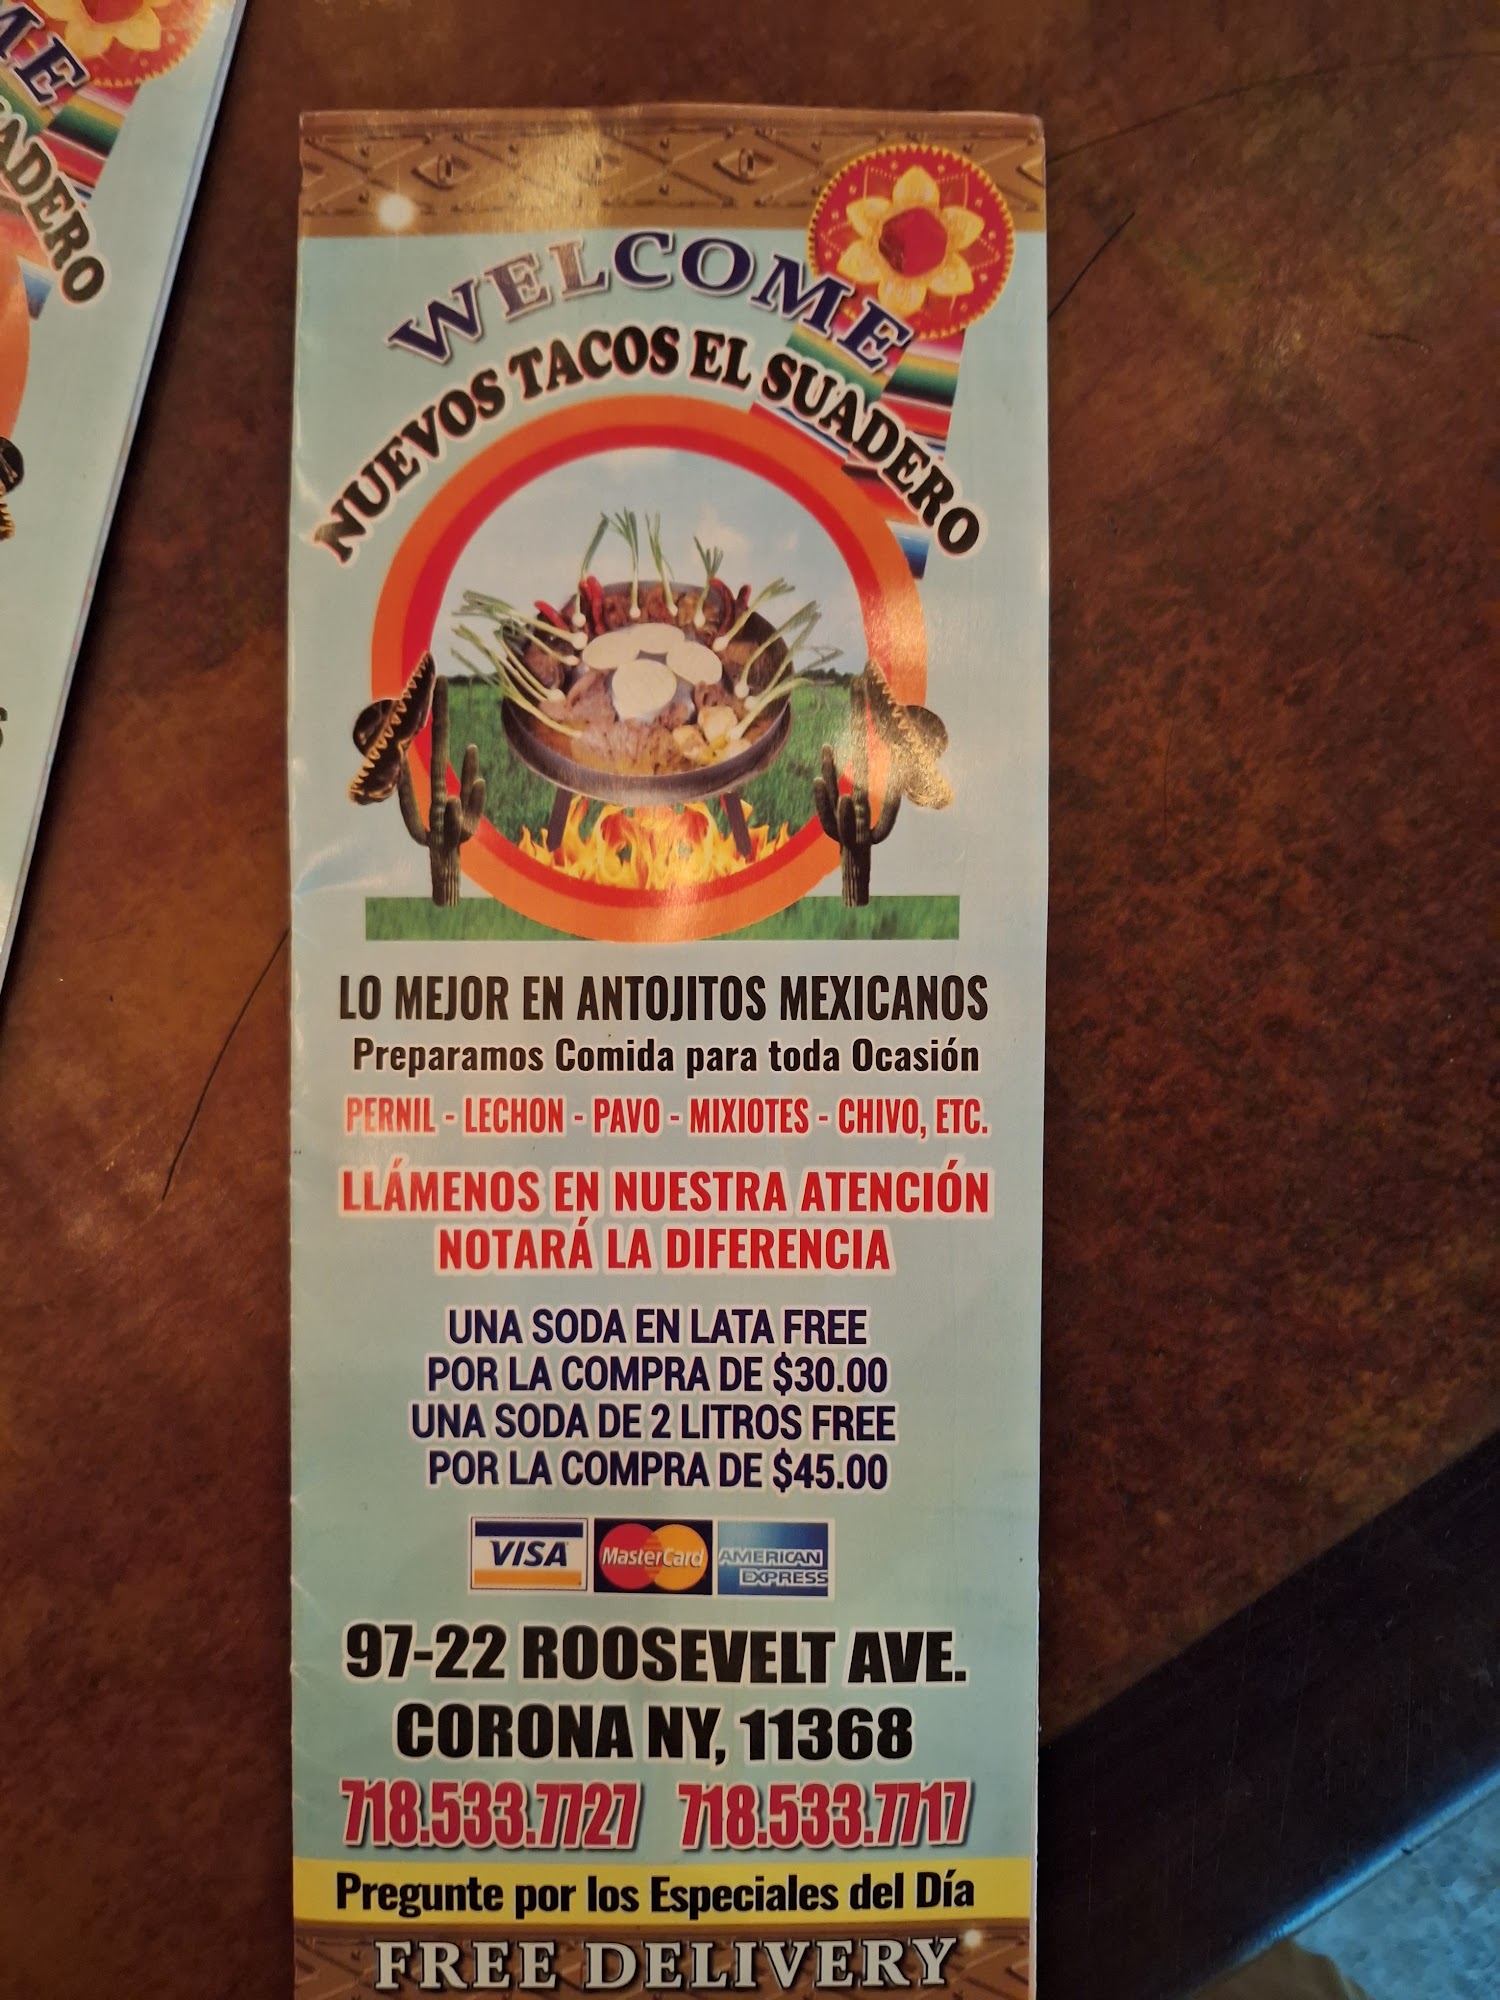 WELCOME
NUEVOS TACOS EL SUADERO
LO MEJOR EN ANTOJITOS MEXICANOS
Preparamos Comida para toda Ocasión
PERNIL - LECHON - PAVO - MIXIOTES - CHIVO, ETC.
LLÁMENOS EN NUESTRA ATENCIÓN
NOTARÁ LA DIFERENCIA
UNA SODA EN LATA FREE
POR LA COMPRA DE $30.00
UNA SODA DE 2 LITROS FREE
POR LA COMPRA DE $45.00
VISA MasterCard AMERICAN EXPRESS
97-22 ROOSEVELT AVE.
CORONA NY, 11368
718.533.7727 718.533.7717
Pregunte por los Especiales del Día
FREE DELIVERY